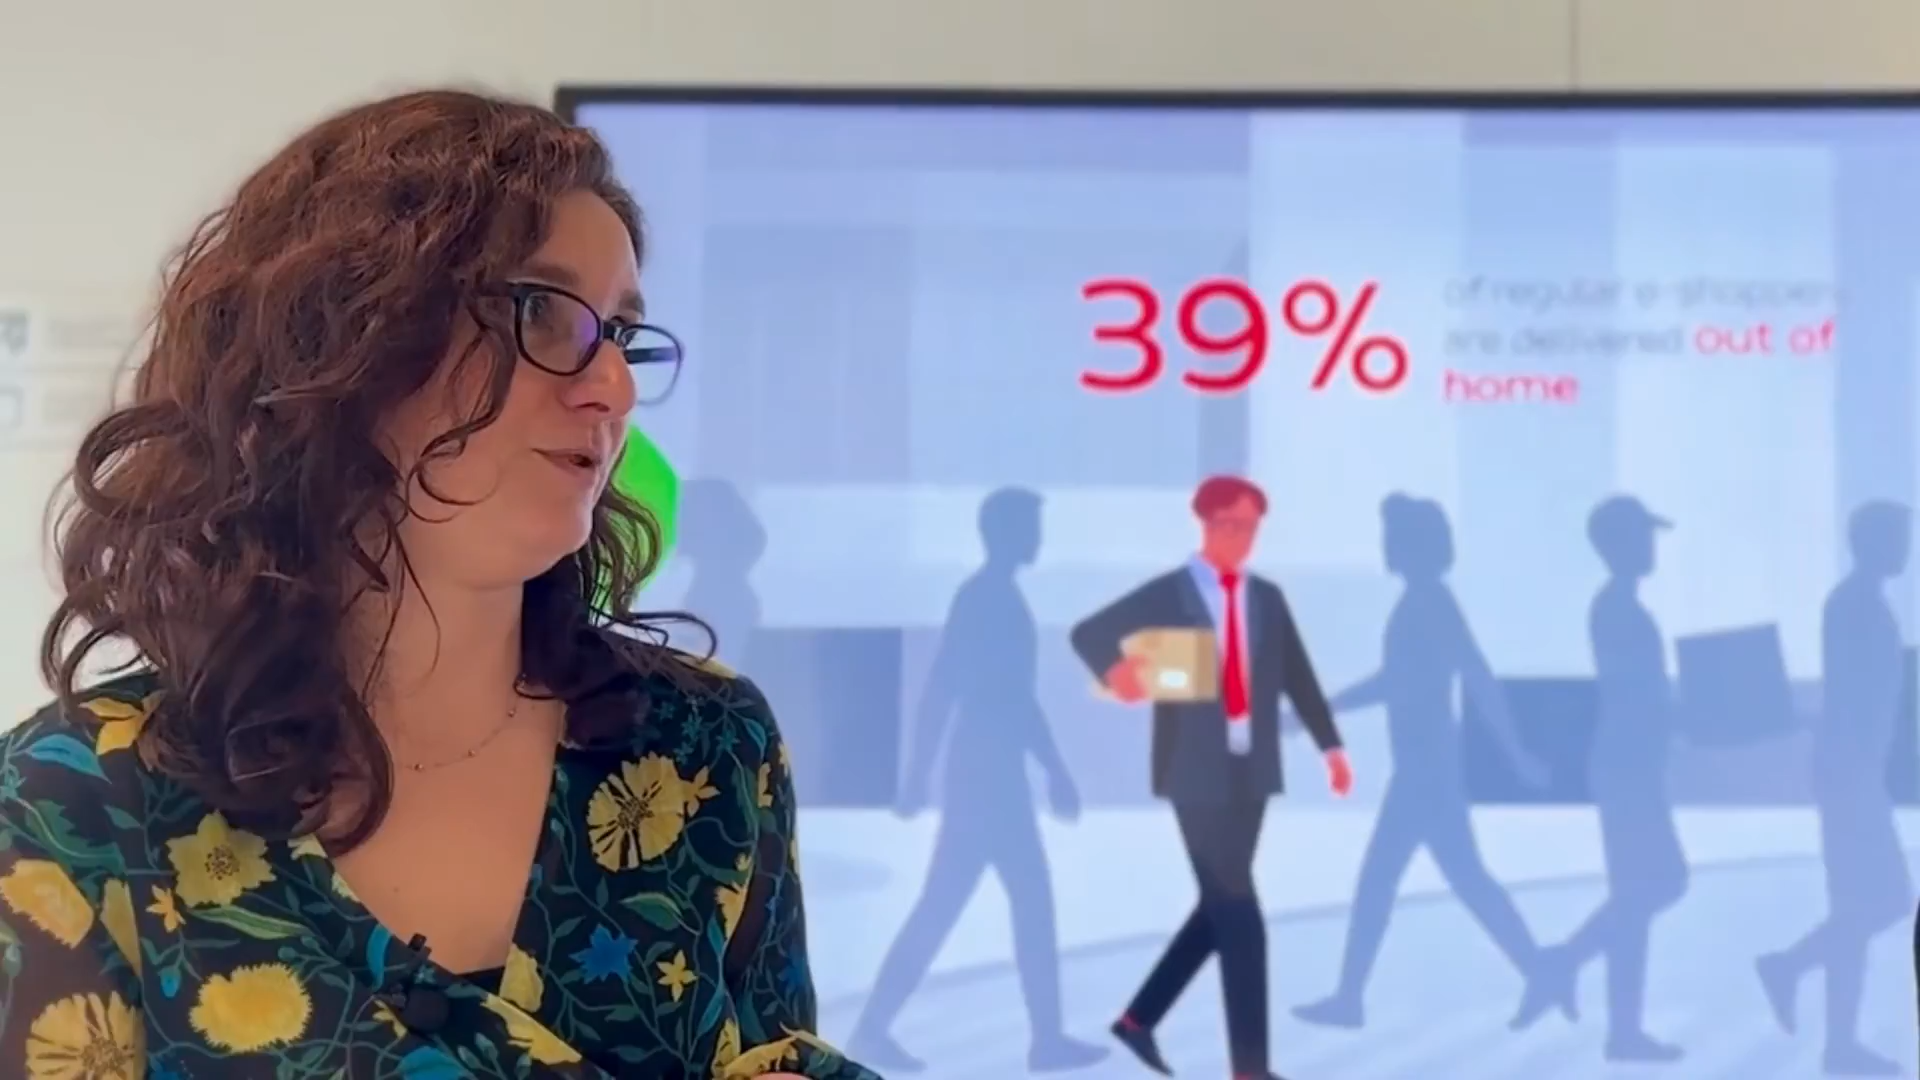 39%
of regular e-shoppers
are delivered out of
home